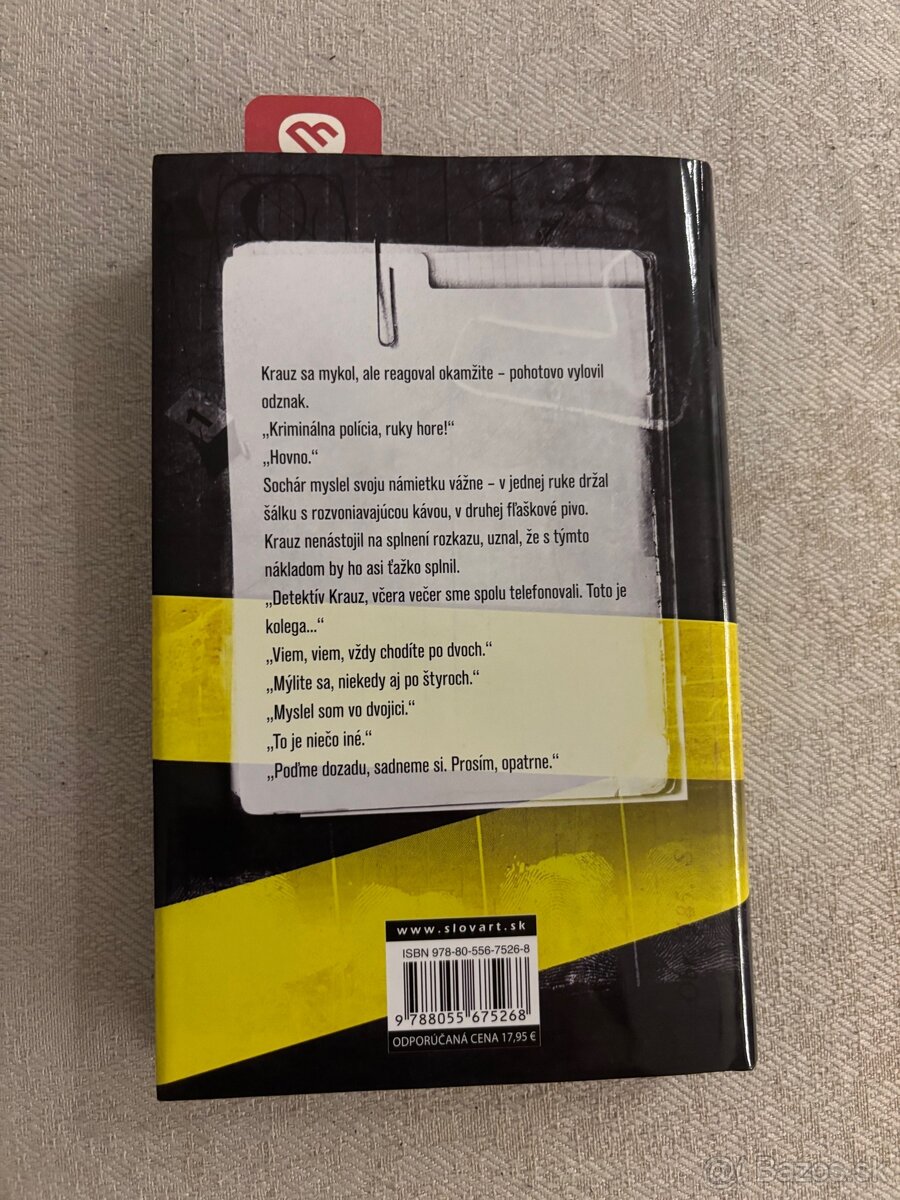 Krauz sa mykol, ale reagoval okamžite – pohotovo vylovil
odznak.
„Kriminálna polícia, ruky hore!“
„Hovno.“
Sochár myslel svoju námietku vážne – v jednej ruke držal
šálku s rozvoniavajúcou kávou, v druhej fľaškové pivo.
Krauz nenástojil na splnení rozkazu, uznal, že s týmto
nákladom by ho asi ťažko splnil.
„Detektív Krauz, včera večer sme spolu telefonovali. Toto je
kolega...“
„Viem, viem, vždy chodíte po dvoch.“
„Mýlite sa, niekedy aj po štyroch.“
„Myslel som vo dvojici.“
„To je niečo iné.“
„Poďme dozadu, sadneme si. Prosím, opatrne.“
www.slovart.sk
ISBN 978-80-556-7526-8
9 788055 675268
ODPORÚČANÁ CENA 17,95 €
Bazos.sk